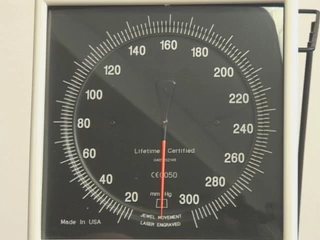 160
140 180
120 200
100 220
80 240
60 260
40 280
20 300
Lifetime Certified
CE0050
mm Hg
Made In USA
JEWEL MOVEMENT
LASER ENGRAVED